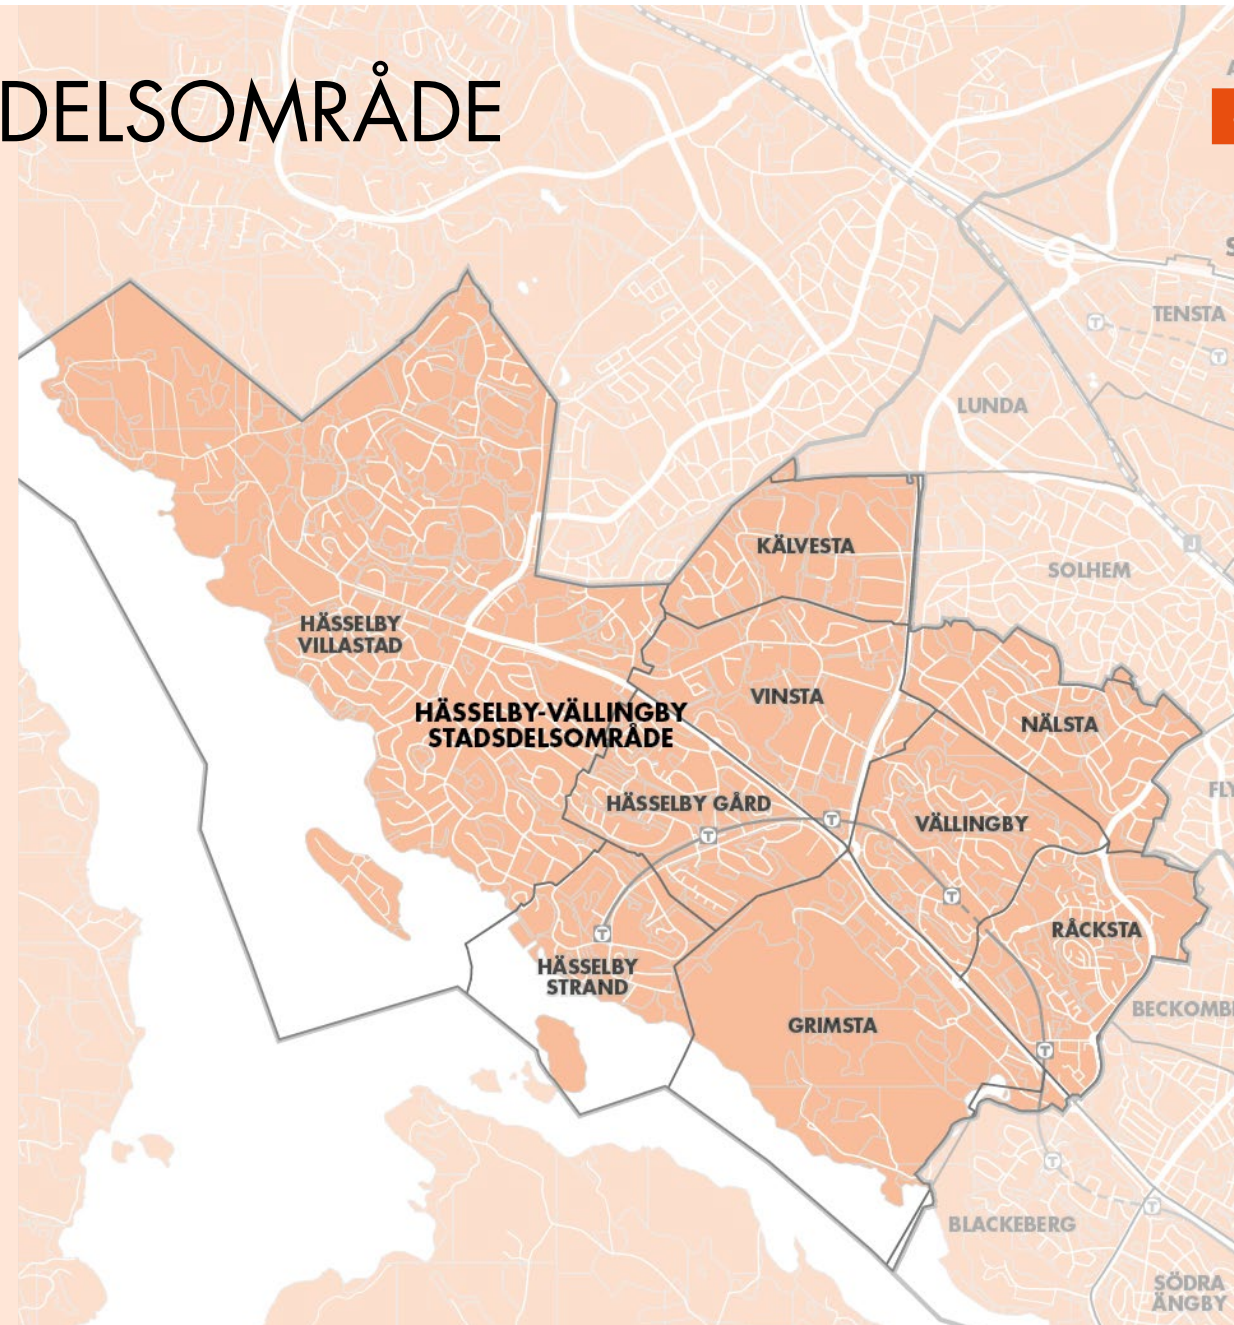 DELSOMRÅDE
TENSTA
LUNDA
KÄLVESTA
SOLHEM
HÄSSELBY
VILLASTAD
VINSTA
HÄSSELBY-VÄLLINGBY
STADSDELSOMRÅDE
NÄLSTA
HÄSSELBY GÅRD
VÄLLINGBY
RÅCKSTA
HÄSSELBY
STRAND
GRIMSTA
BLACKEBERG
SÖDRA
ÄNGBY